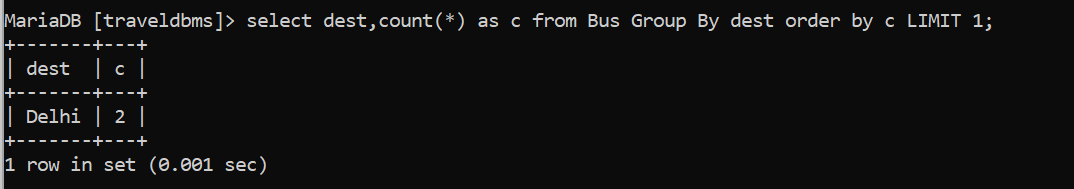 MariaDB [traveldbms]> select dest,count(*) as c from Bus Group By dest order by c LIMIT 1;
+-------+---+
| dest  | c |
+-------+---+
| Delhi | 2 |
+-------+---+
1 row in set (0.001 sec)